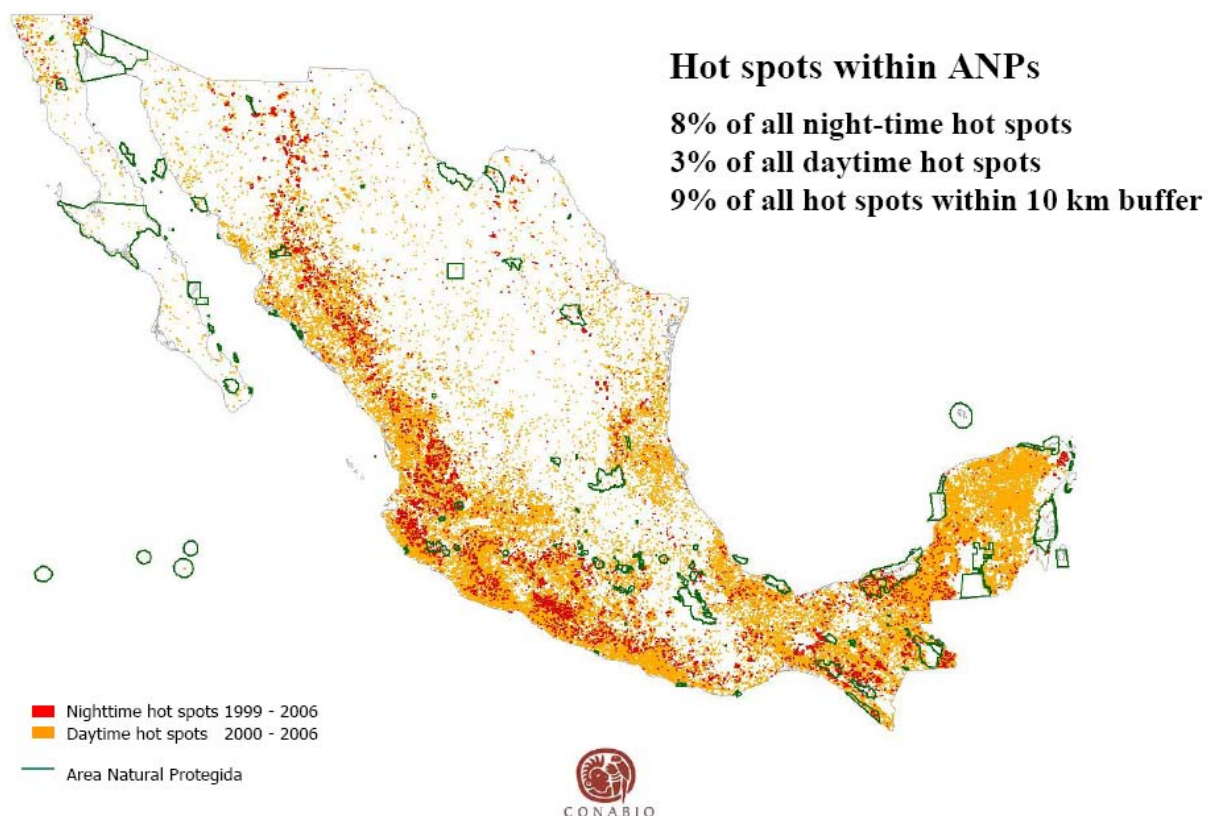 Hot spots within ANPs
8% of all night-time hot spots
3% of all daytime hot spots
9% of all hot spots within 10 km buffer
Nighttime hot spots 1999 - 2006
Daytime hot spots 2000 - 2006
Area Natural Protegida
CONABIO